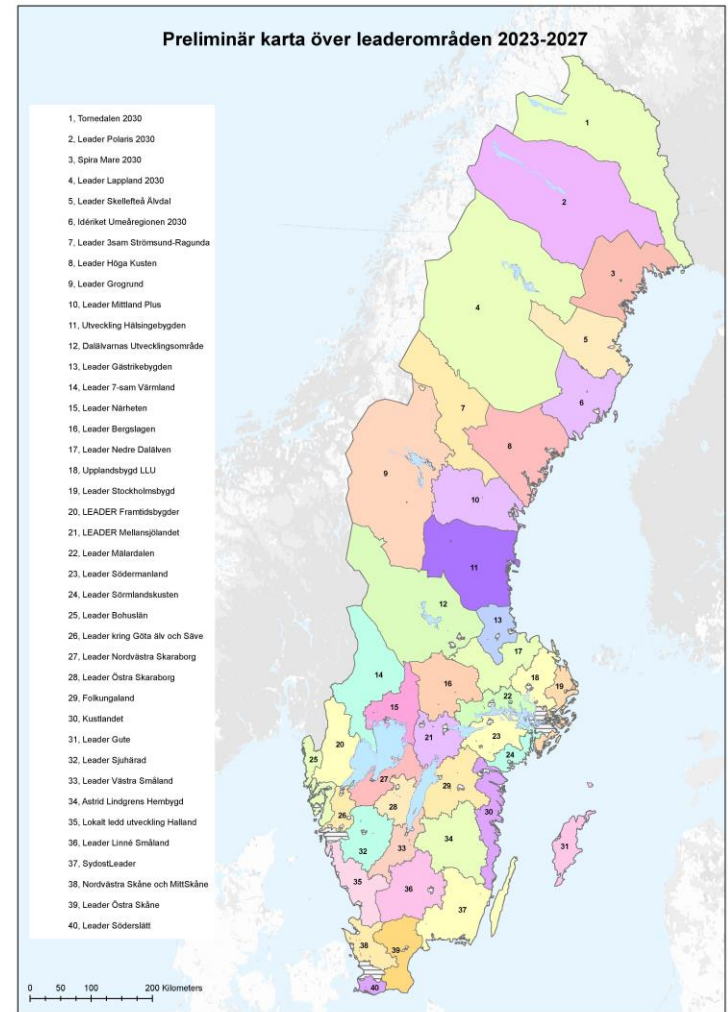 Preliminär karta över leaderområden 2023-2027
1, Tornedalen 2030
2, Leader Polaris 2030
3, Spira Mare 2030
4, Leader Lappland 2030
5, Leader Skellefteå Älvdal
6, Idériket Umeåregionen 2030
7, Leader 3sam Strömsund-Ragunda
8, Leader Höga Kusten
9, Leader Grogrund
10, Leader Mittland Plus
11, Utveckling Hälsingebygden
12, Dalälvarnas Utvecklingsområde
13, Leader Gästrikebygden
14, Leader 7-sam Värmland
15, Leader Närheten
16, Leader Bergslagen
17, Leader Nedre Dalälven
18, Upplandsbygd LLU
19, Leader Stockholmsbygd
20, LEADER Framtidsbygder
21, LEADER Mellansjölandet
22, Leader Mälardalen
23, Leader Södermanland
24, Leader Sörmlandskusten
25, Leader Bohuslän
26, Leader kring Göta älv och Säve
27, Leader Nordvästra Skaraborg
28, Leader Östra Skaraborg
29, Folkungaland
30, Kustlandet
31, Leader Gute
32, Leader Sjuhärad
33, Leader Västra Småland
34, Astrid Lindgrens Hembygd
35, Lokalt ledd utveckling Halland
36, Leader Linné Småland
37, SydostLeader
38, Nordvästra Skåne och MittSkåne
39, Leader Östra Skåne
40, Leader Söderslätt
0 50 100 200 Kilometers
1
2
3
4
5
6
7
8
9
10
11
12
13
17
14
16
18
19
15
22
20
21
23
25
24
27
29
28
30
26
34
31
32
33
35
36
37
38
39
40